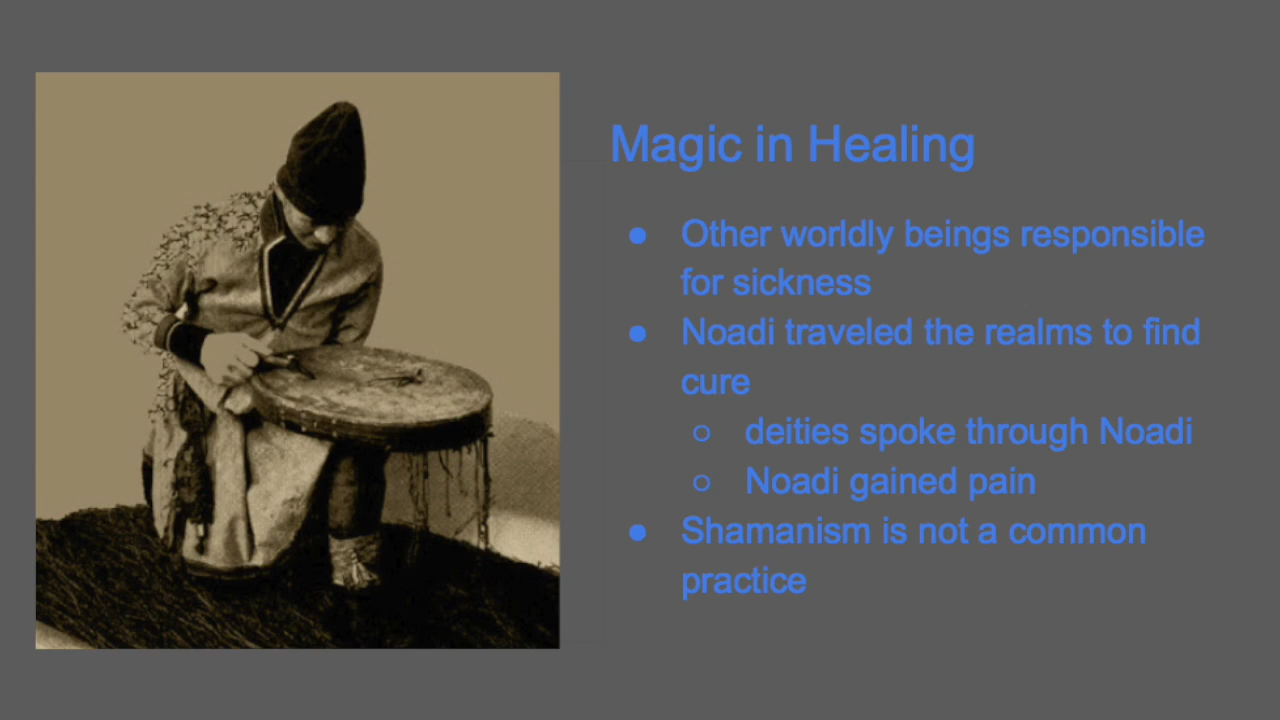 Magic in Healing
● Other worldly beings responsible
for sickness
● Noadi traveled the realms to find
cure
○ deities spoke through Noadi
○ Noadi gained pain
● Shamanism is not a common
practice